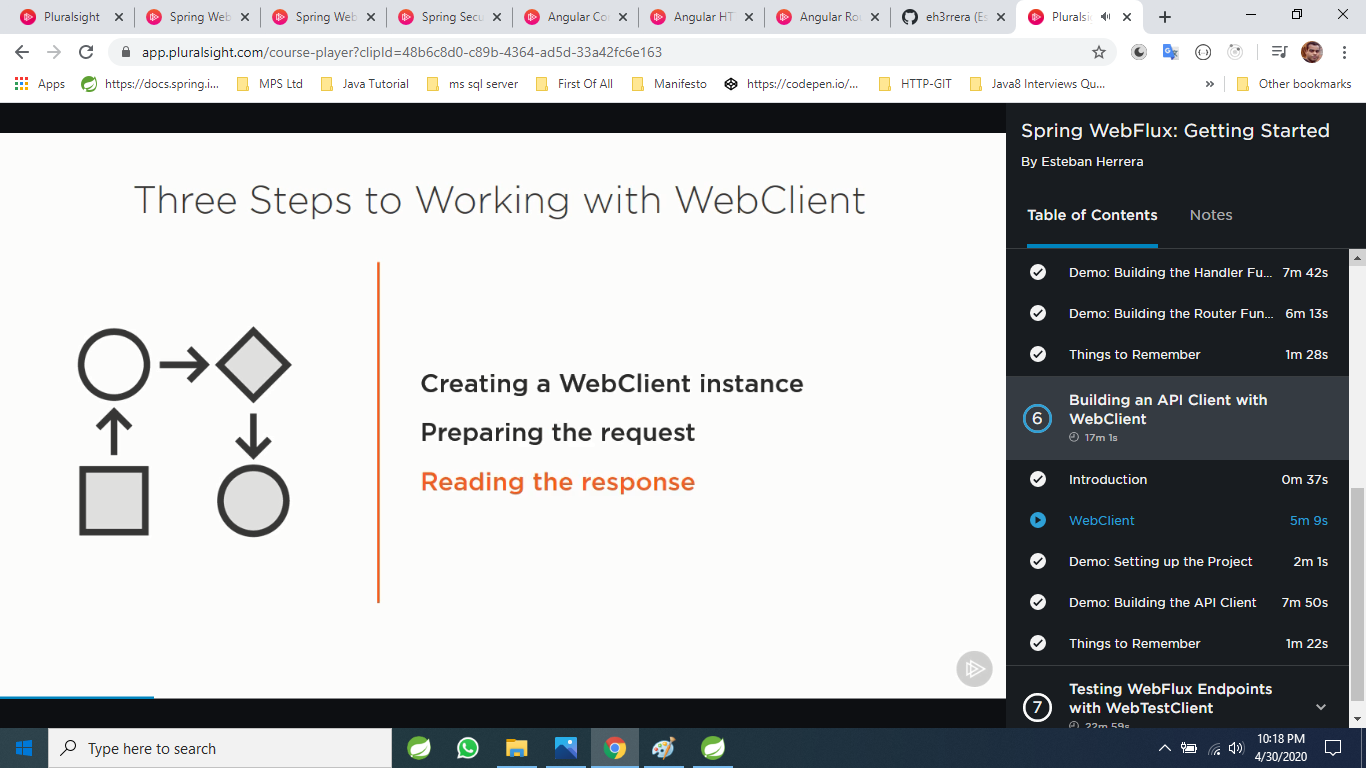 Pluralsight
Spring Web
Spring Web
Spring Secu
Angular Co
Angular HT
Angular Rou
eh3rrera (Es
Pluralsi
app.pluralsight.com/course-player?clipId=48b6c8d0-c89b-4364-ad5d-33a42fc6e163
Apps
https://docs.spring.i...
MPS Ltd
Java Tutorial
ms sql server
First Of All
Manifesto
https://codepen.io/...
HTTP-GIT
Java8 Interviews Qu...
»
Other bookmarks
Three Steps to Working with WebClient
Creating a WebClient instance
Preparing the request
Reading the response
Spring WebFlux: Getting Started
By Esteban Herrera
Table of Contents
Notes
Demo: Building the Handler Fu... 7m 42s
Demo: Building the Router Fun... 6m 13s
Things to Remember 1m 28s
6
Building an API Client with
WebClient
17m 1s
Introduction 0m 37s
WebClient 5m 9s
Demo: Setting up the Project 2m 1s
Demo: Building the API Client 7m 50s
Things to Remember 1m 22s
7
Testing WebFlux Endpoints
with WebTestClient
22m 59s
Type here to search
10:18 PM
4/30/2020